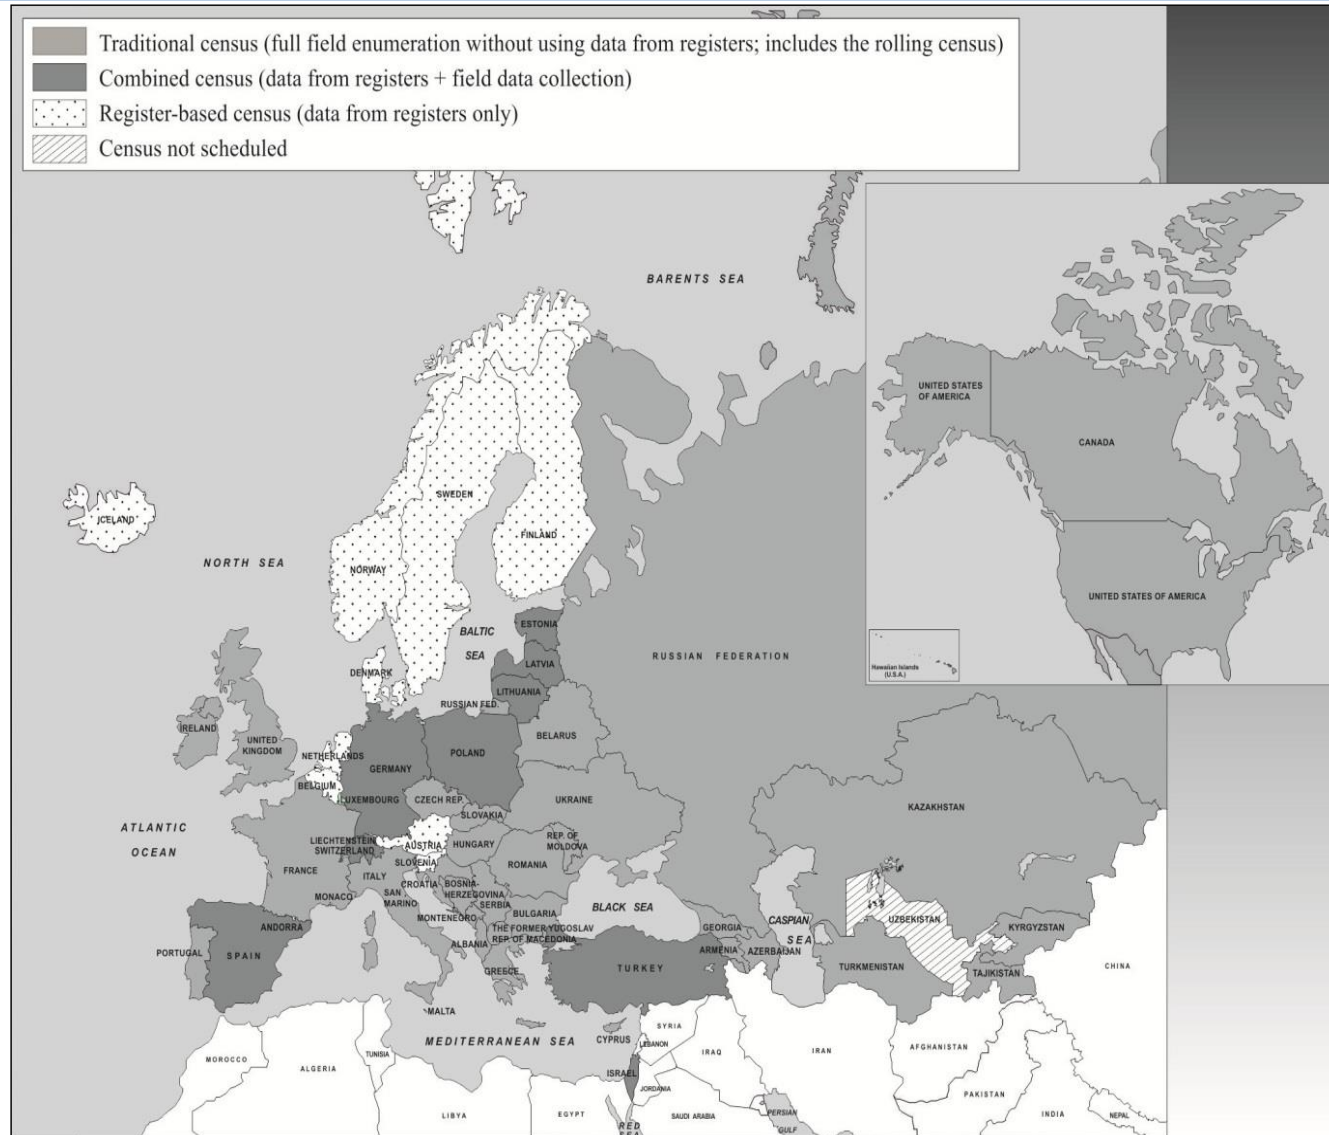 Traditional census (full field enumeration without using data from registers; includes the rolling census)
Combined census (data from registers + field data collection)
Register-based census (data from registers only)
Census not scheduled
BARENTS SEA
UNITED STATES
OF AMERICA
CANADA
UNITED STATES OF AMERICA
Hawaiian Islands
(U.S.A.)
ICELAND
SWEDEN
FINLAND
NORTH SEA
NORWAY
ESTONIA
BALTIC
SEA
LATVIA
RUSSIAN FEDERATION
DENMARK
LITHUANIA
RUSSIAN FED.
IRELAND
UNITED
KINGDOM
BELARUS
NETHERLANDS
POLAND
GERMANY
BELGIUM
LUXEMBOURG
CZECH REP.
UKRAINE
KAZAKHSTAN
SLOVAKIA
ATLANTIC
OCEAN
LIECHTENSTEIN
SWITZERLAND
AUSTRIA
HUNGARY
REP. OF
MOLDOVA
SLOVENIA
ROMANIA
FRANCE
ITALY
CROATIA
BOSNIA-
HERZEGOVINA
MONACO
SAN
MARINO
SERBIA
BLACK SEA
CASPIAN
SEA
UZBEKISTAN
KYRGYZSTAN
MONTENEGRO
BULGARIA
ANDORRA
THE FORMER YUGOSLAV
REP. OF MACEDONIA
GEORGIA
ALBANIA
ARMENIA
AZERBAIJAN
PORTUGAL
SPAIN
TURKEY
GREECE
TURKMENISTAN
TAJIKISTAN
CHINA
MALTA
MEDITERRANEAN SEA
CYPRUS
SYRIA
LEBANON
MOROCCO
ALGERIA
TUNISIA
IRAQ
IRAN
AFGHANISTAN
ISRAEL
JORDANIA
PAKISTAN
LIBYA
EGYPT
SAUDI ARABIA
PERSIAN
GULF
INDIA
NEPAL
RED
SEA